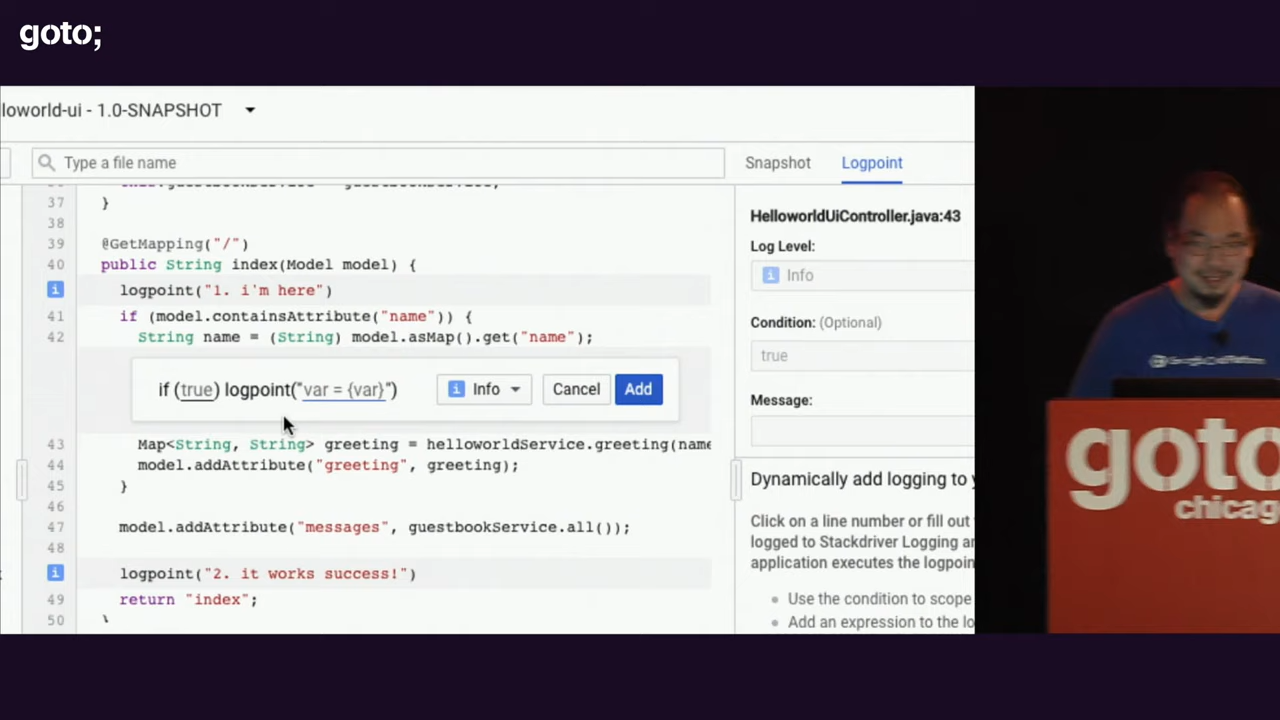 goto;
loworld-ui - 1.0-SNAPSHOT
Type a file name
Snapshot
Logpoint
37 }
38
39 @GetMapping("/")
40 public String index(Model model) {
i logpoint("1. i'm here")
41 if (model.containsAttribute("name")) {
42 String name = (String) model.asMap().get("name");
if (true) logpoint("var = {var}")
i Info
Cancel
Add
43 Map<String, String> greeting = helloworldService.greeting(name
44 model.addAttribute("greeting", greeting);
45 }
46
47 model.addAttribute("messages", guestbookService.all());
48
i logpoint("2. it works success!")
49 return "index";
50
HelloworldUiController.java:43
Log Level:
i Info
Condition: (Optional)
true
Message:
Dynamically add logging to
Click on a line number or fill out
logged to Stackdriver Logging
application executes the logpoin
Use the condition to scope
Add an expression to the lo
goto
chicag